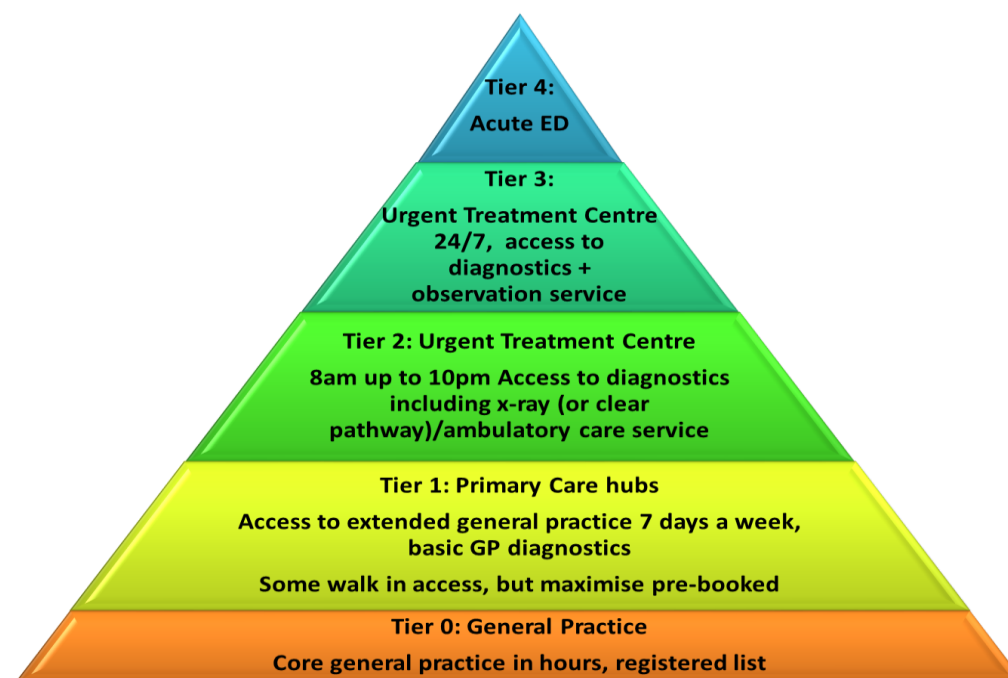 Tier 4:
Acute ED
Tier 3:
Urgent Treatment Centre
24/7, access to
diagnostics +
observation service
Tier 2: Urgent Treatment Centre
8am up to 10pm Access to diagnostics
including x-ray (or clear
pathway)/ambulatory care service
Tier 1: Primary Care hubs
Access to extended general practice 7 days a week,
basic GP diagnostics
Some walk in access, but maximise pre-booked
Tier 0: General Practice
Core general practice in hours, registered list